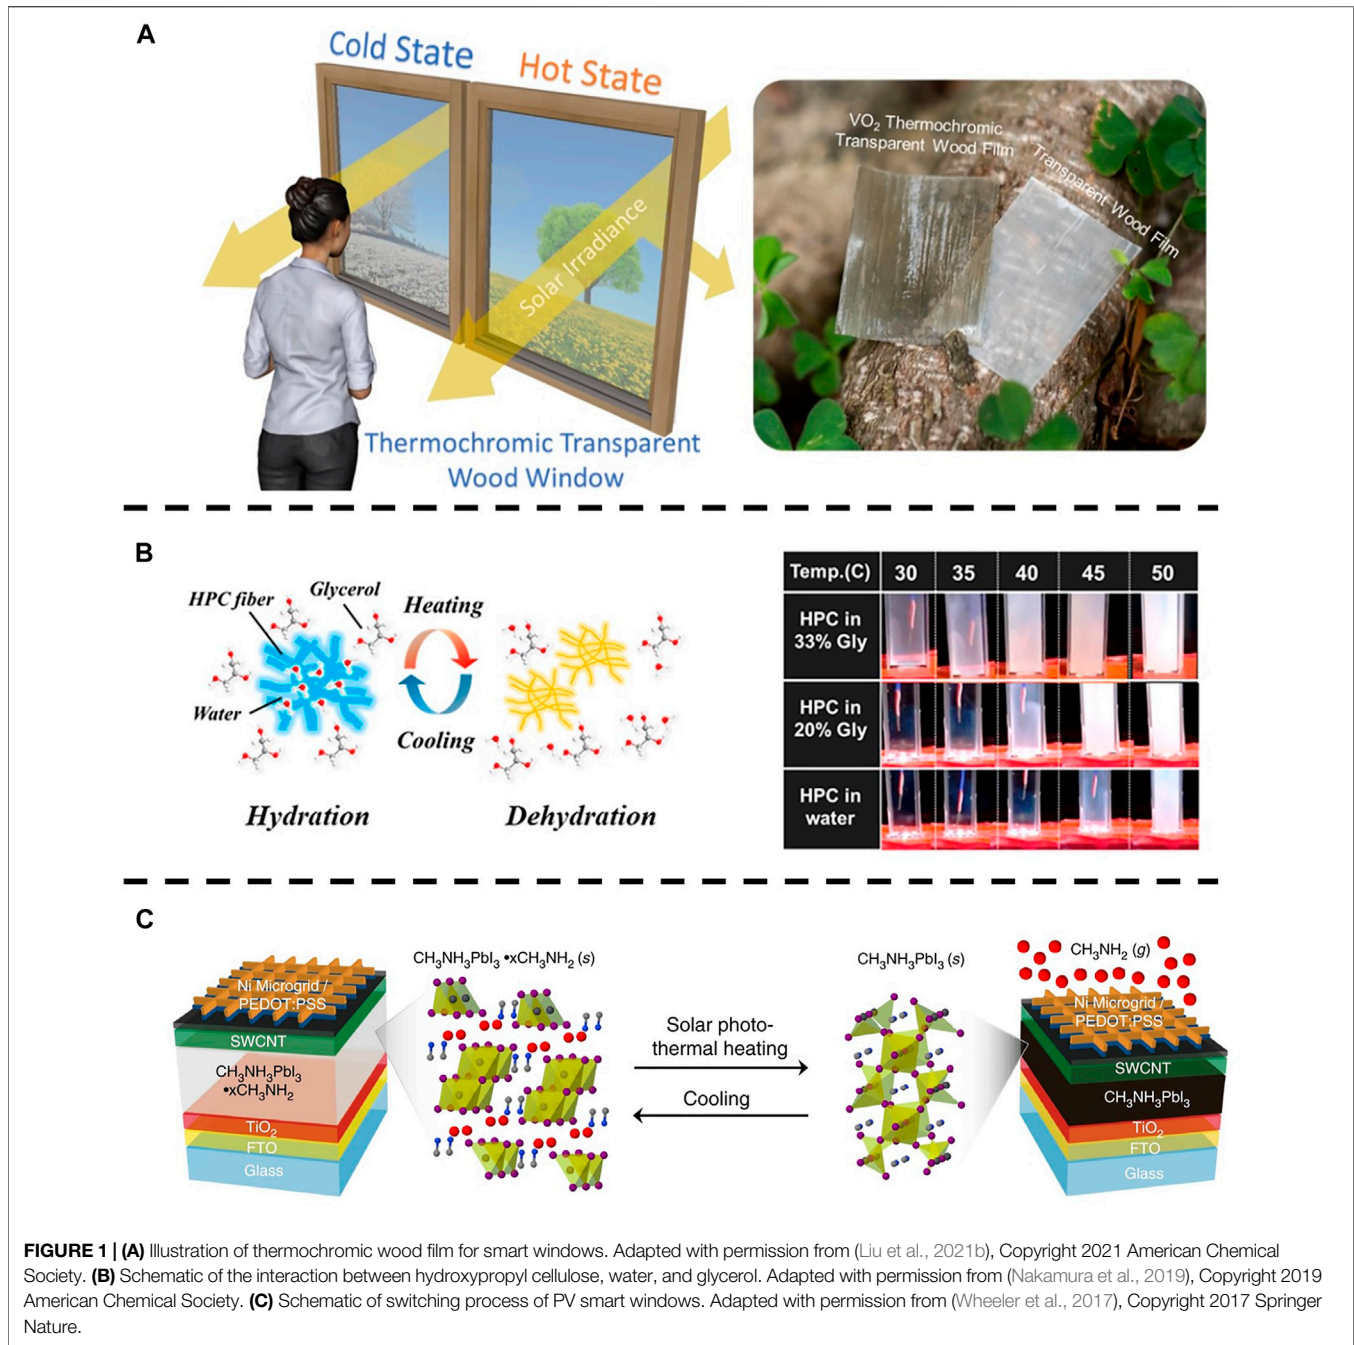 A
Cold State
Hot State
Solar Irradiance
Thermochromic Transparent
Wood Window
VO₂ Thermochromic
Transparent Wood Film
Transparent Wood Film
B
HPC fiber
Glycerol
Water
Heating
Cooling
Hydration
Dehydration
Temp.(C) 30 35 40 45 50
HPC in
33% Gly
HPC in
20% Gly
HPC in
water
C
Ni Microgrid /
PEDOT:PSS
SWCNT
CH₃NH₃PbI₃
•xCH₃NH₂
TiO₂
FTO
Glass
CH₃NH₃PbI₃ •xCH₃NH₂ (s)
Solar photo-
thermal heating
Cooling
CH₃NH₃PbI₃ (s)
CH₃NH₂ (g)
Ni Microgrid /
PEDOT:PSS
SWCNT
CH₃NH₃PbI₃
TiO₂
FTO
Glass
FIGURE 1 | (A) Illustration of thermochromic wood film for smart windows. Adapted with permission from (Liu et al., 2021b), Copyright 2021 American Chemical
Society. (B) Schematic of the interaction between hydroxypropyl cellulose, water, and glycerol. Adapted with permission from (Nakamura et al., 2019), Copyright 2019
American Chemical Society. (C) Schematic of switching process of PV smart windows. Adapted with permission from (Wheeler et al., 2017), Copyright 2017 Springer
Nature.